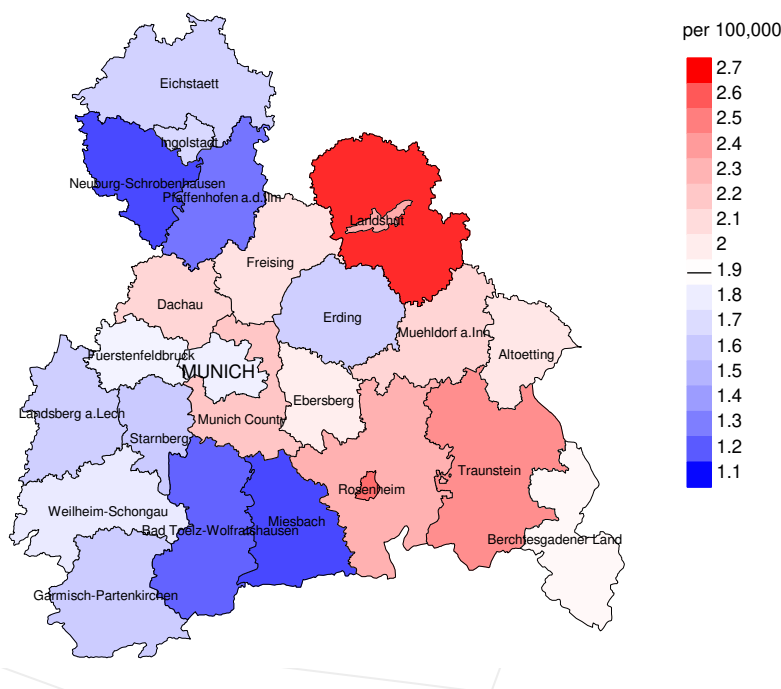 per 100,000
2.7
2.6
2.5
2.4
2.3
2.2
2.1
2
1.9
1.8
1.7
1.6
1.5
1.4
1.3
1.2
1.1
Eichstaett
Ingolstadt
Neuburg-Schrobenhausen
Pfaffenhofen a.d.Ilm
Landshut
Freising
Dachau
Erding
Muehldorf a.Inn
Altoetting
Fuerstenfeldbruck
MUNICH
Ebersberg
Landsberg a.Lech
Munich County
Starnberg
Traunstein
Rosenheim
Weilheim-Schongau
Miesbach
Bad Toelz-Wolfratshausen
Berchtesgadener Land
Garmisch-Partenkirchen